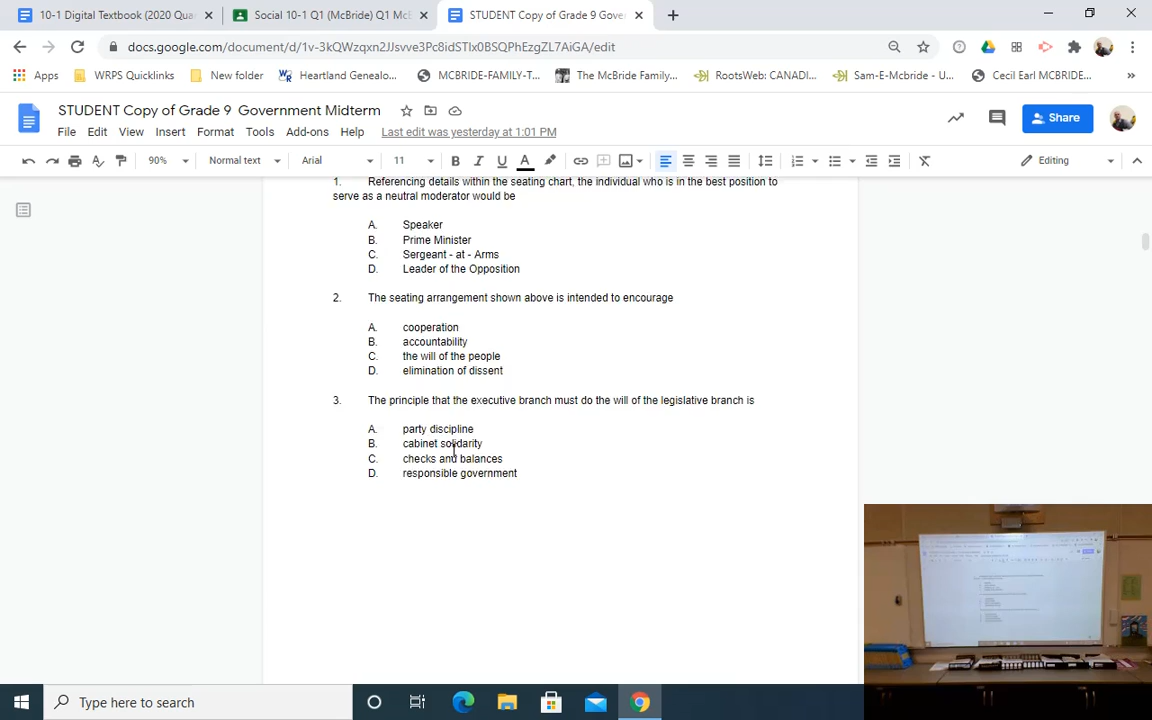 10-1 Digital Textbook (2020 Qua
Social 10-1 Q1 (McBride) Q1 McB
STUDENT Copy of Grade 9 Gover
docs.google.com/document/d/1v-3kQWzqxn2JJsvve3Pc8idSTIx0BSQPhEzgZL7AiGA/edit
Apps
WRPS Quicklinks
New folder
Heartland Genealo...
MCBRIDE-FAMILY-T...
The McBride Family...
RootsWeb: CANADI...
Sam-E-Mcbride - U...
Cecil Earl MCBRIDE...
STUDENT Copy of Grade 9 Government Midterm
File Edit View Insert Format Tools Add-ons Help Last edit was yesterday at 1:01 PM
Share
90% Normal text Arial 11 B I U A Editing
1. Referencing details within the seating chart, the individual who is in the best position to
serve as a neutral moderator would be
A. Speaker
B. Prime Minister
C. Sergeant - at - Arms
D. Leader of the Opposition
2. The seating arrangement shown above is intended to encourage
A. cooperation
B. accountability
C. the will of the people
D. elimination of dissent
3. The principle that the executive branch must do the will of the legislative branch is
A. party discipline
B. cabinet solidarity
C. checks and balances
D. responsible government
Type here to search